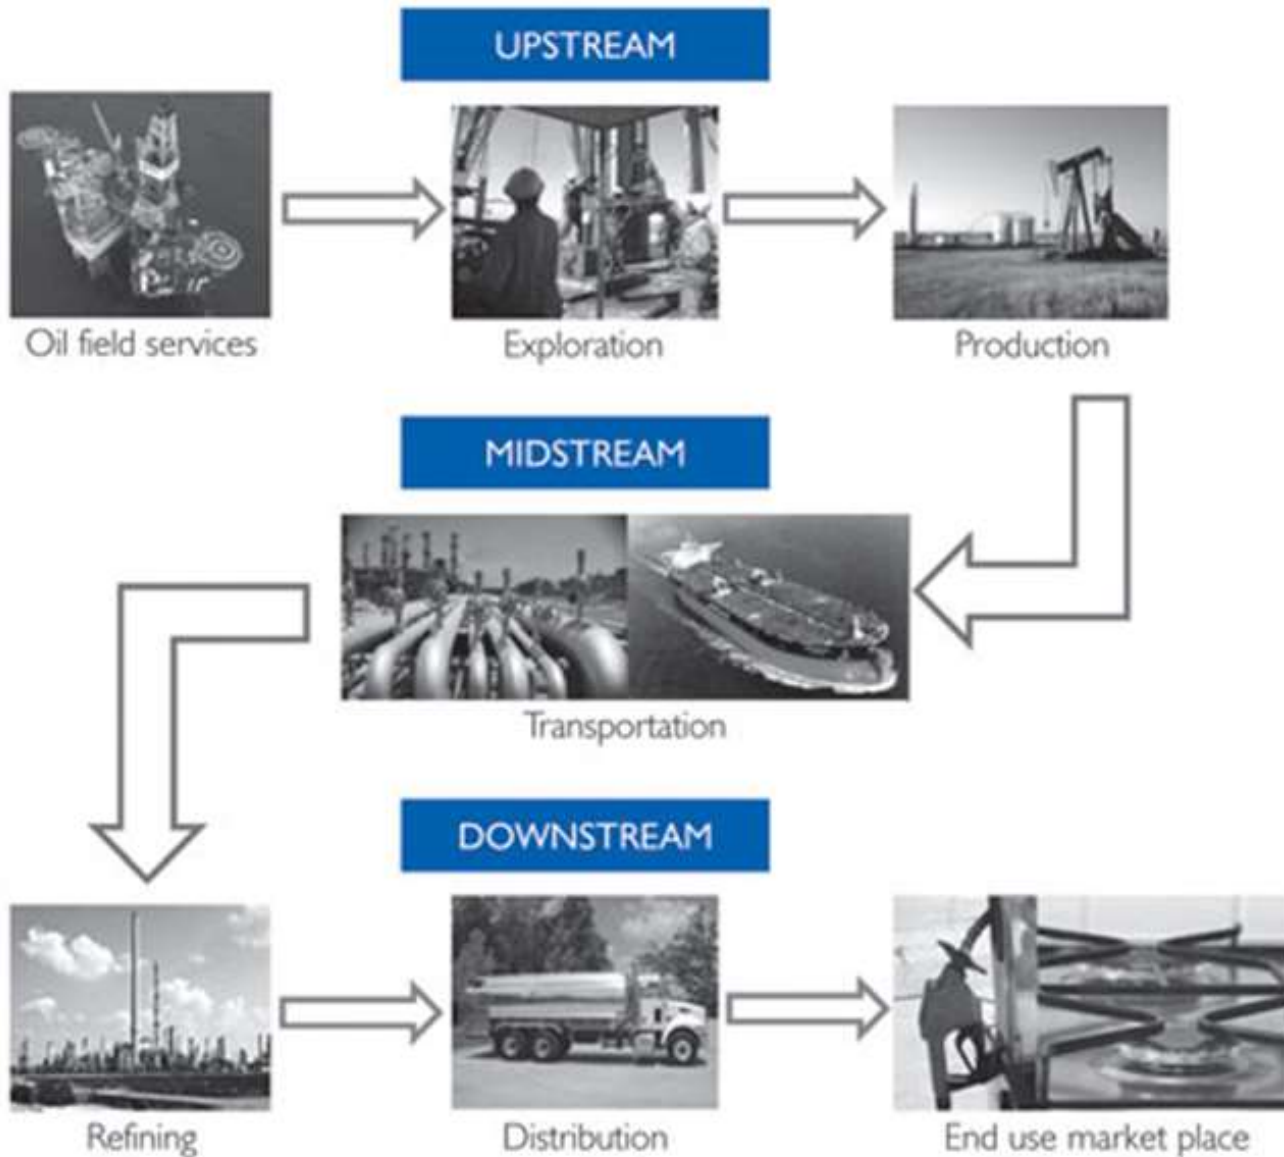 UPSTREAM
Oil field services
Exploration
Production
MIDSTREAM
Transportation
DOWNSTREAM
Refining
Distribution
End use market place